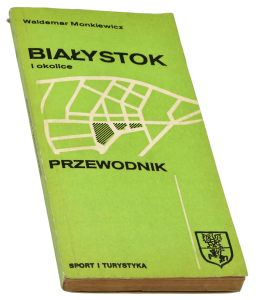 Waldemar Monkiewicz
BIAŁYSTOK
i okolice
PRZEWODNIK
SPORT I TURYSTYKA